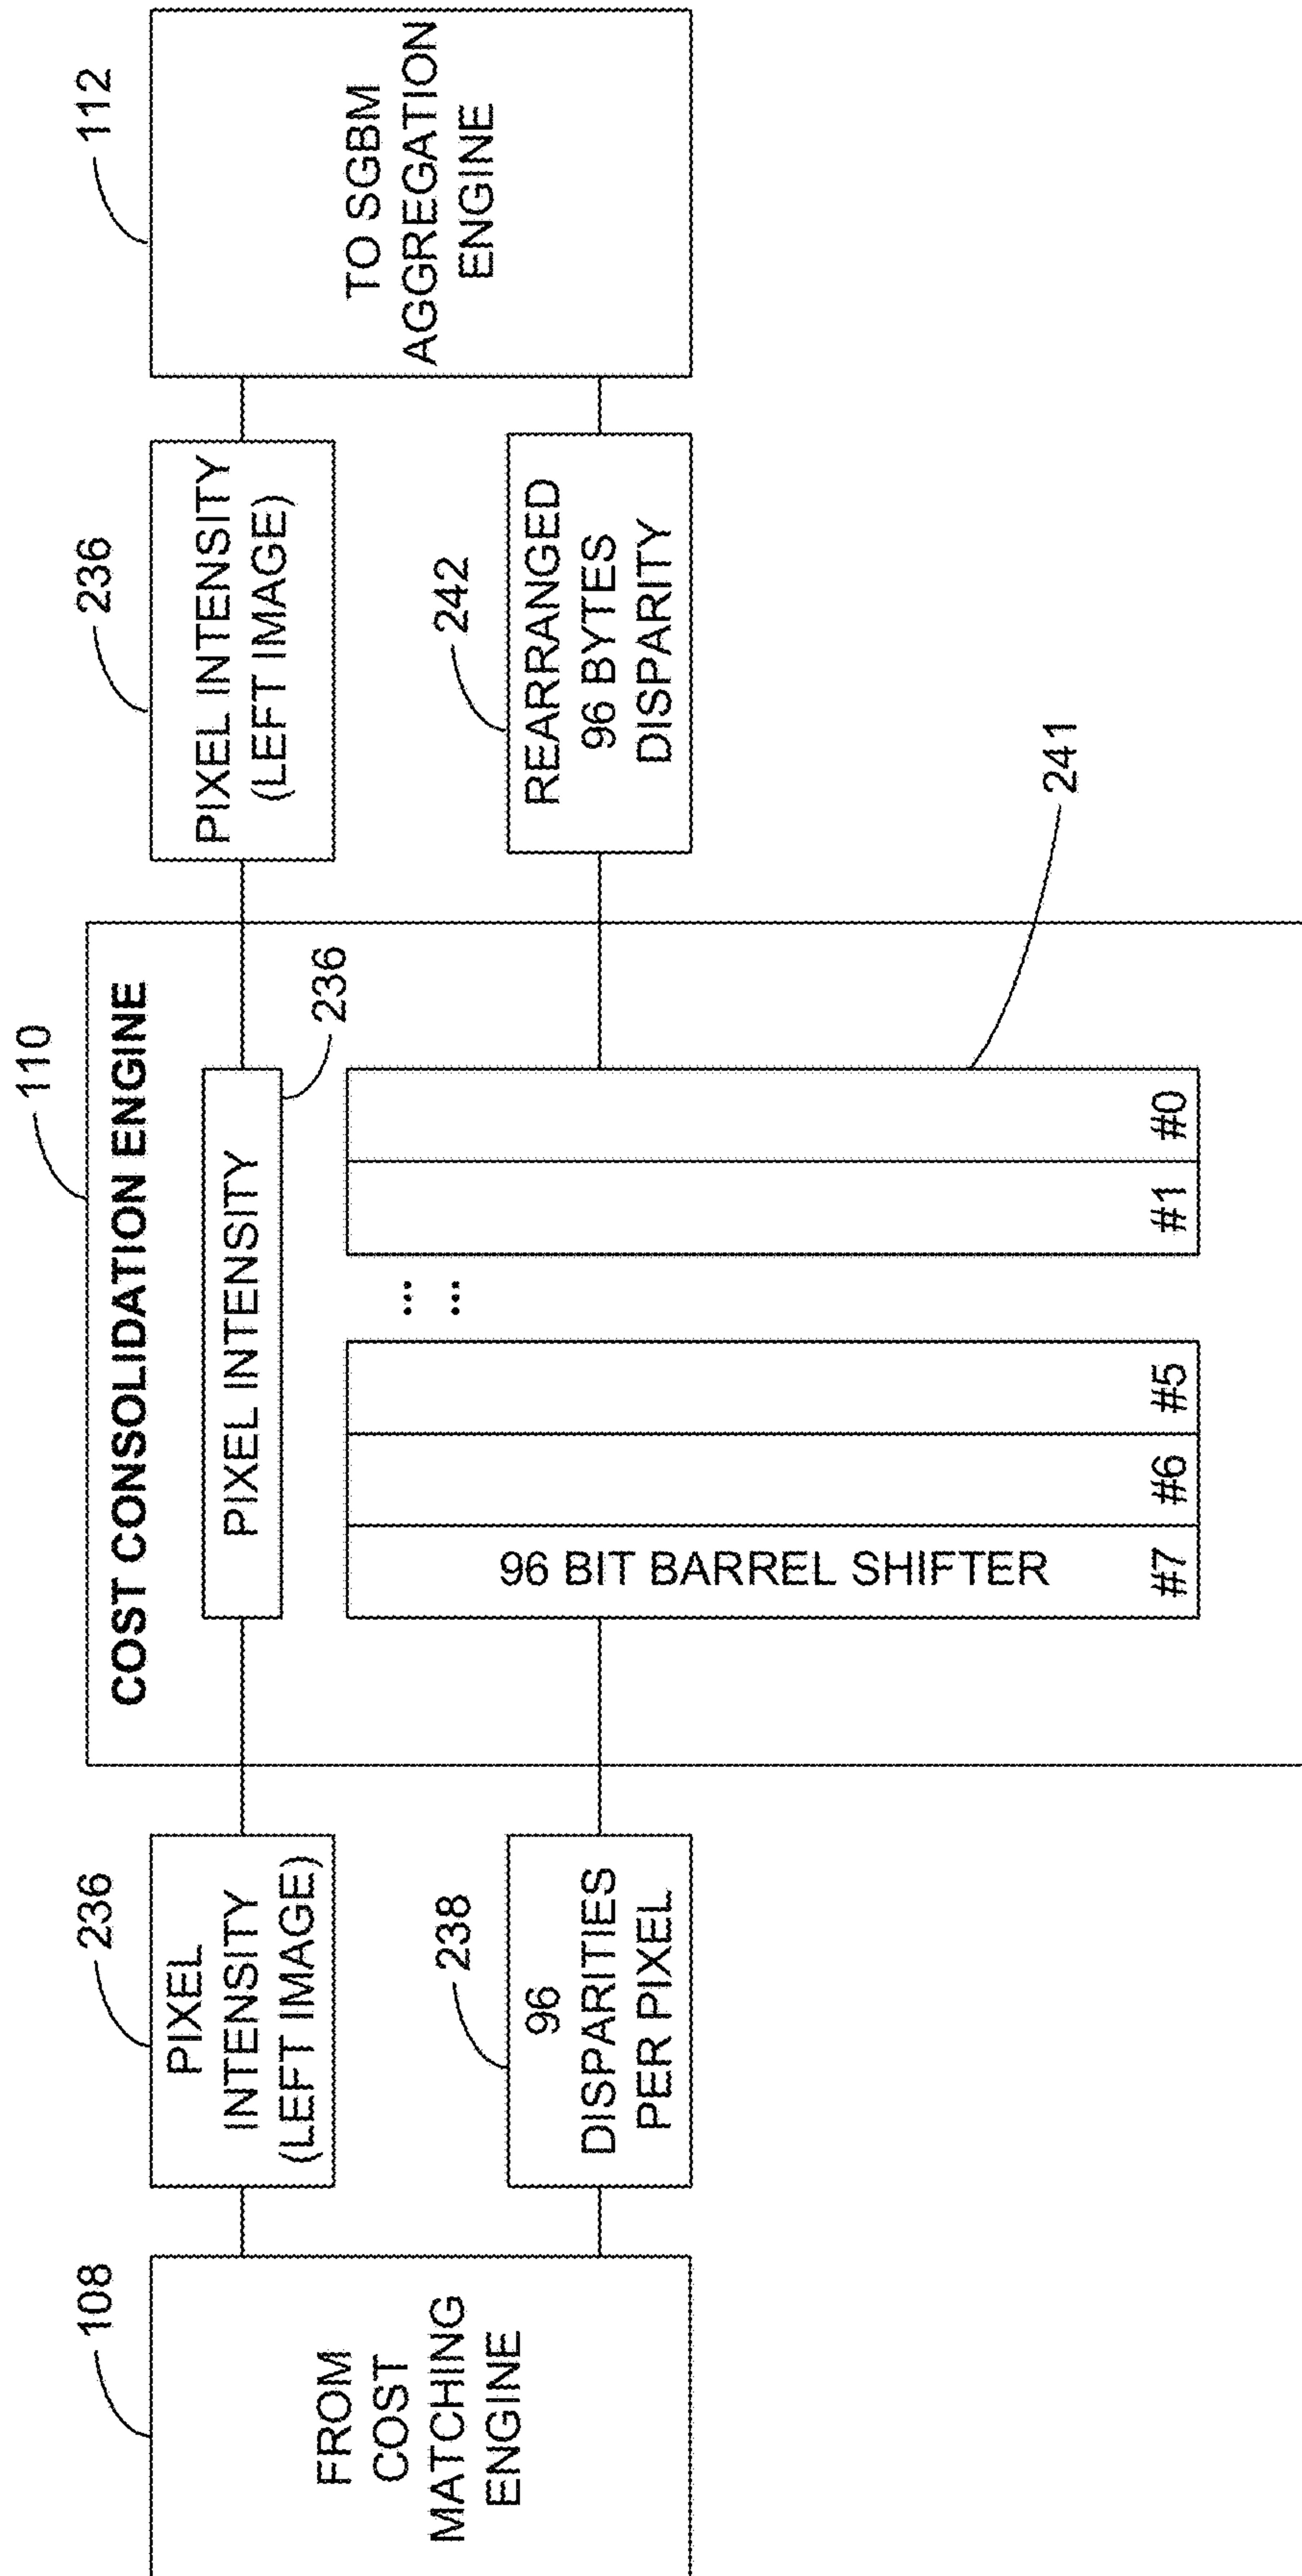 108
FROM
COST
MATCHING
ENGINE
236
PIXEL
INTENSITY
(LEFT IMAGE)
238
96
DISPARITIES
PER PIXEL
110
COST CONSOLIDATION ENGINE
PIXEL INTENSITY
236
96 BIT BARREL SHIFTER
#7
#6
#5
...
...
#1
#0
241
236
PIXEL INTENSITY
(LEFT IMAGE)
242
REARRANGED
96 BYTES
DISPARITY
112
TO SGBM
AGGREGATION
ENGINE